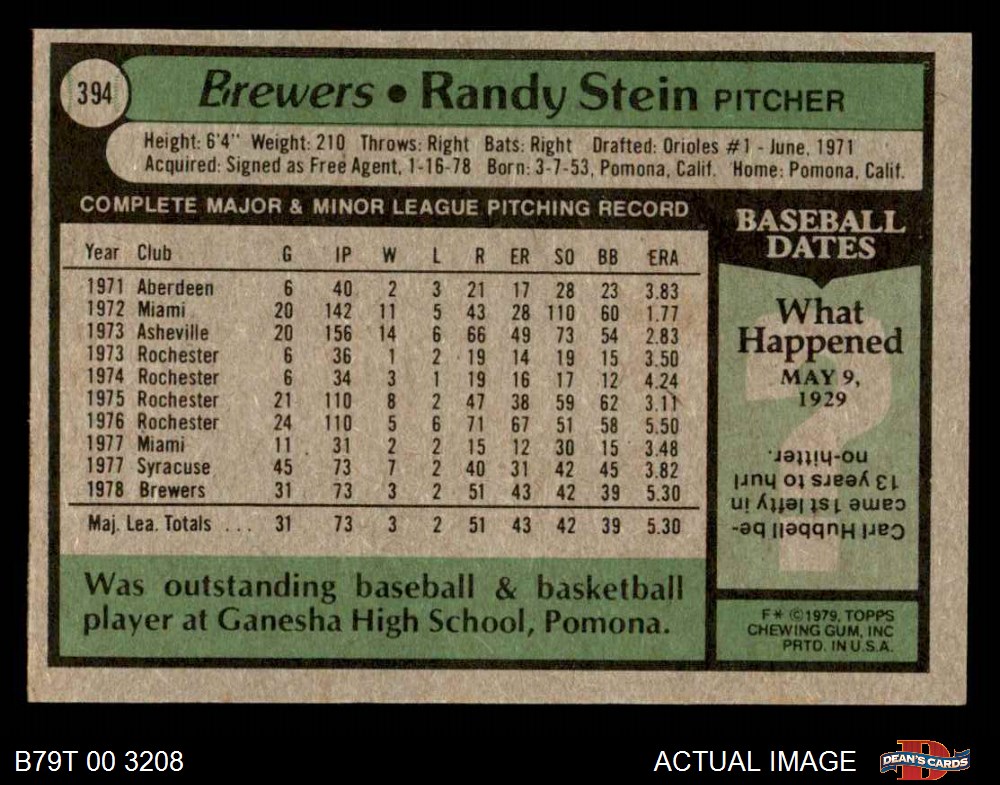 394
Brewers • Randy Stein PITCHER
Height: 6'4" Weight: 210 Throws: Right Bats: Right Drafted: Orioles #1 - June, 1971
Acquired: Signed as Free Agent, 1-16-78 Born: 3-7-53, Pomona, Calif. Home: Pomona, Calif.
COMPLETE MAJOR & MINOR LEAGUE PITCHING RECORD
Year Club G IP W L R ER SO BB ERA
1971 Aberdeen 6 40 2 3 21 17 28 23 3.83
1972 Miami 20 142 11 5 43 28 110 60 1.77
1973 Asheville 20 156 14 6 66 49 73 54 2.83
1973 Rochester 6 36 1 2 19 14 19 15 3.50
1974 Rochester 6 34 3 1 19 16 17 12 4.24
1975 Rochester 21 110 8 2 47 38 59 62 3.11
1976 Rochester 24 110 5 6 71 67 51 58 5.50
1977 Miami 11 31 2 2 15 12 30 15 3.48
1977 Syracuse 45 73 7 2 40 31 42 45 3.82
1978 Brewers 31 73 3 2 51 43 42 39 5.30
Maj. Lea. Totals ... 31 73 3 2 51 43 42 39 5.30
Was outstanding baseball & basketball
player at Ganesha High School, Pomona.
BASEBALL
DATES
What
Happened
MAY 9,
1929
Carl Hubbell be-
came 1st lefty in
13 years to hurl
no-hitter.
F* ©1979, TOPPS
CHEWING GUM, INC
PRTD. IN U.S.A.
B79T 00 3208
ACTUAL IMAGE
D
DEAN'S CARDS